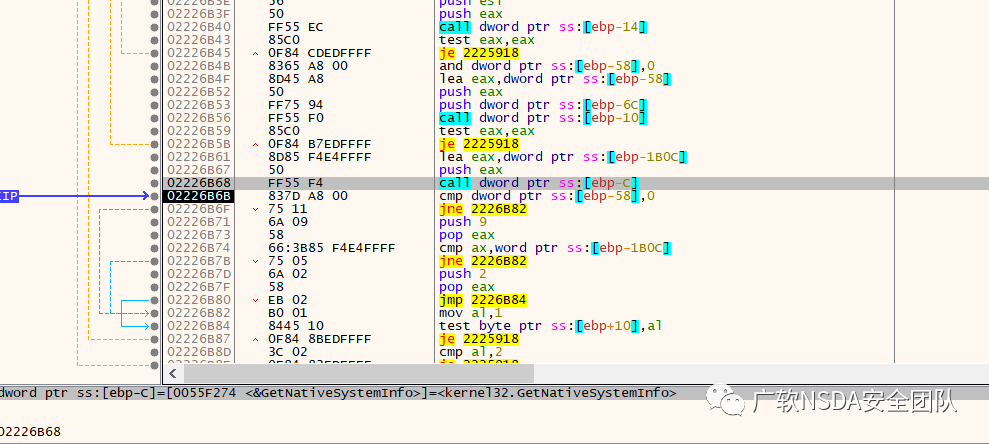 02226B3E 56 push esi
02226B3F 50 push eax
02226B40 FF55 EC call dword ptr ss:[ebp-14]
02226B43 85C0 test eax,eax
02226B45 0F84 CDEDFFFF je 2225918
02226B4B 8365 A8 00 and dword ptr ss:[ebp-58],0
02226B4F 8D45 A8 lea eax,dword ptr ss:[ebp-58]
02226B52 50 push eax
02226B53 FF75 94 push dword ptr ss:[ebp-6C]
02226B56 FF55 F0 call dword ptr ss:[ebp-10]
02226B59 85C0 test eax,eax
02226B5B 0F84 B7EDFFFF je 2225918
02226B61 8D85 F4E4FFFF lea eax,dword ptr ss:[ebp-1B0C]
02226B67 50 push eax
02226B68 FF55 F4 call dword ptr ss:[ebp-C]
IP 02226B6B 837D A8 00 cmp dword ptr ss:[ebp-58],0
02226B6F 75 11 jne 2226B82
02226B71 6A 09 push 9
02226B73 58 pop eax
02226B74 66:3B85 F4E4FFFF cmp ax,word ptr ss:[ebp-1B0C]
02226B7B 75 05 jne 2226B82
02226B7D 6A 02 push 2
02226B7F 58 pop eax
02226B80 EB 02 jmp 2226B84
02226B82 B0 01 mov al,1
02226B84 8445 10 test byte ptr ss:[ebp+10],al
02226B87 0F84 8BEDFFFF je 2225918
02226B8D 3C 02 cmp al,2
dword ptr ss:[ebp-C]=[0055F274 <&GetNativeSystemInfo>]=<kernel32.GetNativeSystemInfo>
广软NSDA安全团队
02226B68